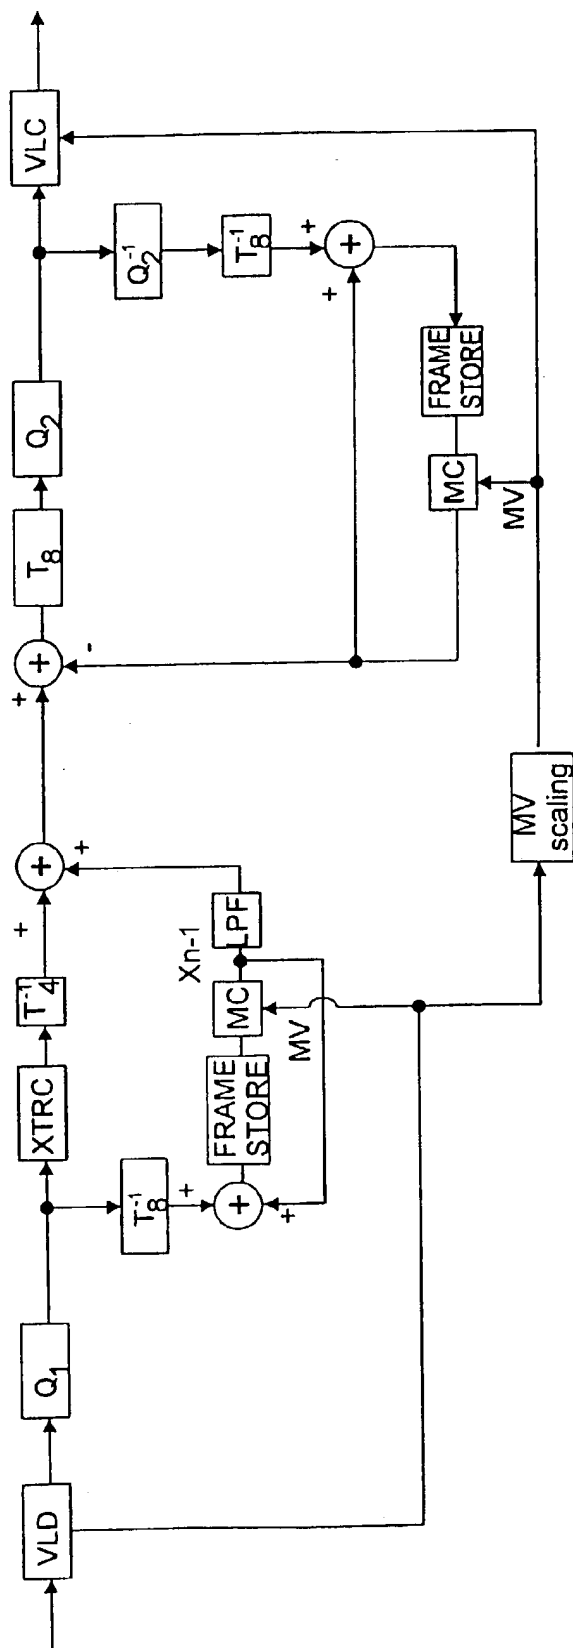 VLD
Q1
XTRC
T4-1
+
+
+
+
-
T8
Q2
VLC
T8-1
+
+
+
FRAME
STORE
MC
Xn-1
LPF
MV
Q2-1
T8-1
+
+
+
FRAME
STORE
MC
MV
MV
scaling